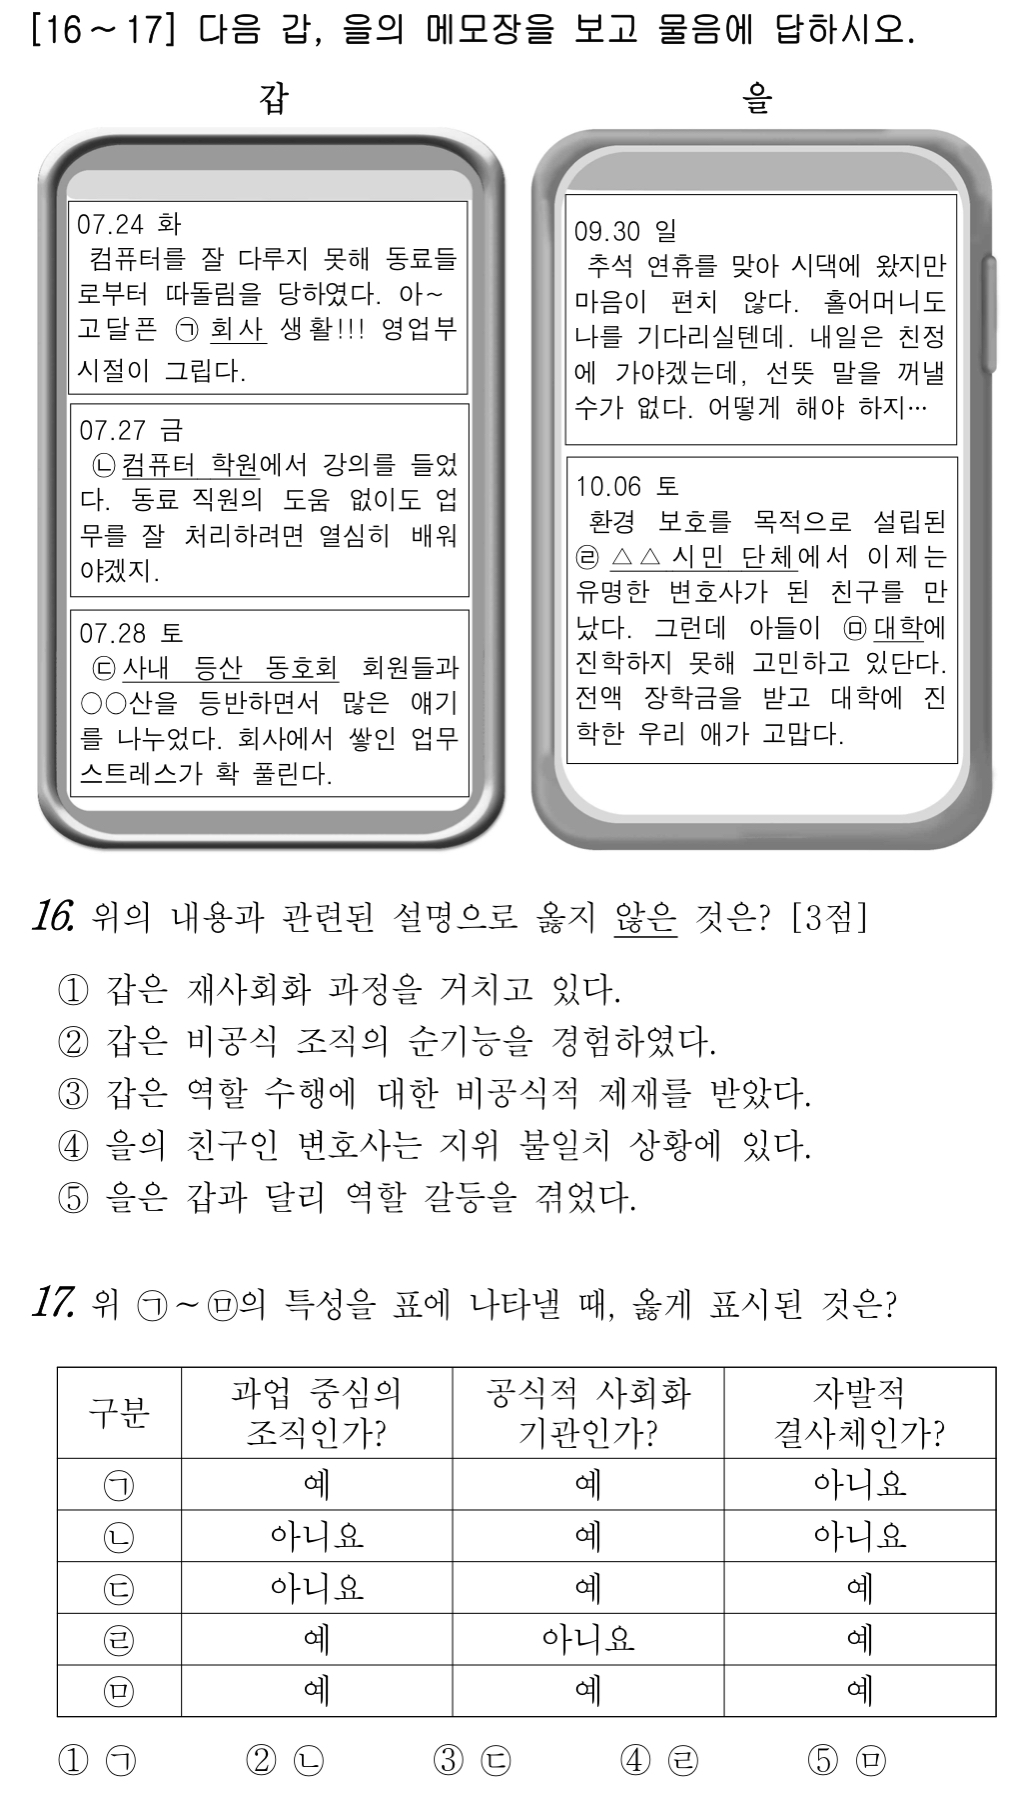 [16~17] 다음 갑, 을의 메모장을 보고 물음에 답하시오.
갑
07.24 화
컴퓨터를 잘 다루지 못해 동료들
로부터 따돌림을 당하였다. 아~
고달픈 ㉠ 회사 생활!!! 영업부
시절이 그립다.
07.27 금
㉡컴퓨터 학원에서 강의를 들었
다. 동료 직원의 도움 없이도 업
무를 잘 처리하려면 열심히 배워
야겠지.
07.28 토
㉢사내 등산 동호회 회원들과
○○산을 등반하면서 많은 얘기
를 나누었다. 회사에서 쌓인 업무
스트레스가 확 풀린다.
을
09.30 일
추석 연휴를 맞아 시댁에 왔지만
마음이 편치 않다. 홀어머니도
나를 기다리실텐데. 내일은 친정
에 가야겠는데, 선뜻 말을 꺼낼
수가 없다. 어떻게 해야 하지…
10.06 토
환경 보호를 목적으로 설립된
㉣ △△시민 단체에서 이제는
유명한 변호사가 된 친구를 만
났다. 그런데 아들이 ㉤대학에
진학하지 못해 고민하고 있단다.
전액 장학금을 받고 대학에 진
학한 우리 애가 고맙다.
16. 위의 내용과 관련된 설명으로 옳지 않은 것은? [3점]
① 갑은 재사회화 과정을 거치고 있다.
② 갑은 비공식 조직의 순기능을 경험하였다.
③ 갑은 역할 수행에 대한 비공식적 제재를 받았다.
④ 을의 친구인 변호사는 지위 불일치 상황에 있다.
⑤ 을은 갑과 달리 역할 갈등을 겪었다.
17. 위 ㉠~㉤의 특성을 표에 나타낼 때, 옳게 표시된 것은?
구분 과업 중심의 조직인가? 공식적 사회화 기관인가? 자발적 결사체인가?
㉠ 예 예 아니요
㉡ 아니요 예 아니요
㉢ 아니요 예 예
㉣ 예 아니요 예
㉤ 예 예 예
① ㉠ ② ㉡ ③ ㉢ ④ ㉣ ⑤ ㉤